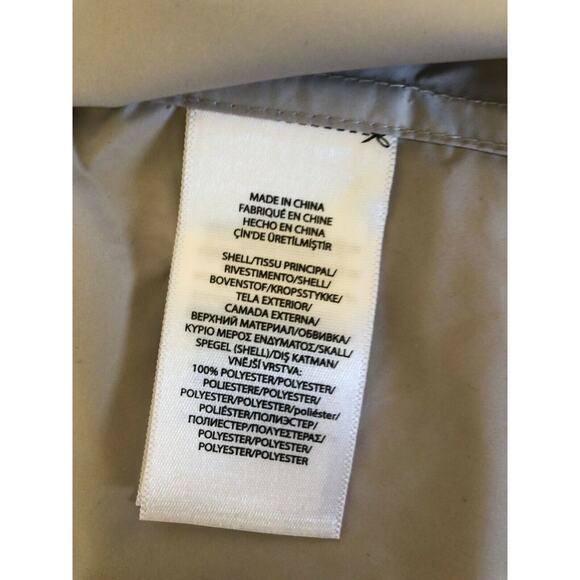 MADE IN CHINA
FABRIQUÉ EN CHINE
HECHO EN CHINA
ÇİN'DE ÜRETİLMİŞTİR
SHELL/TISSU PRINCIPAL/
RIVESTIMENTO/SHELL/
BOVENSTOF/KROPSSTYKKE/
TELA EXTERIOR/
CAMADA EXTERNA/
ВЕРХНИЙ МАТЕРИАЛ/ОБВИВКА/
ΚΥΡΙΟ ΜΕΡΟΣ ΕΝΔΥΜΑΤΟΣ/SKALL/
SPEGEL (SHELL)/DIŞ KATMAN/
VNĚJŠÍ VRSTVA:
100% POLYESTER/POLYESTER/
POLIESTERE/POLYESTER/
POLYESTER/POLYESTER/poliéster/
POLIÉSTER/ПОЛИЭСТЕР/
ПОЛИЕСТЕР/ΠΟΛΥΕΣΤΕΡΑΣ/
POLYESTER/POLYESTER/
POLYESTER/POLYESTER